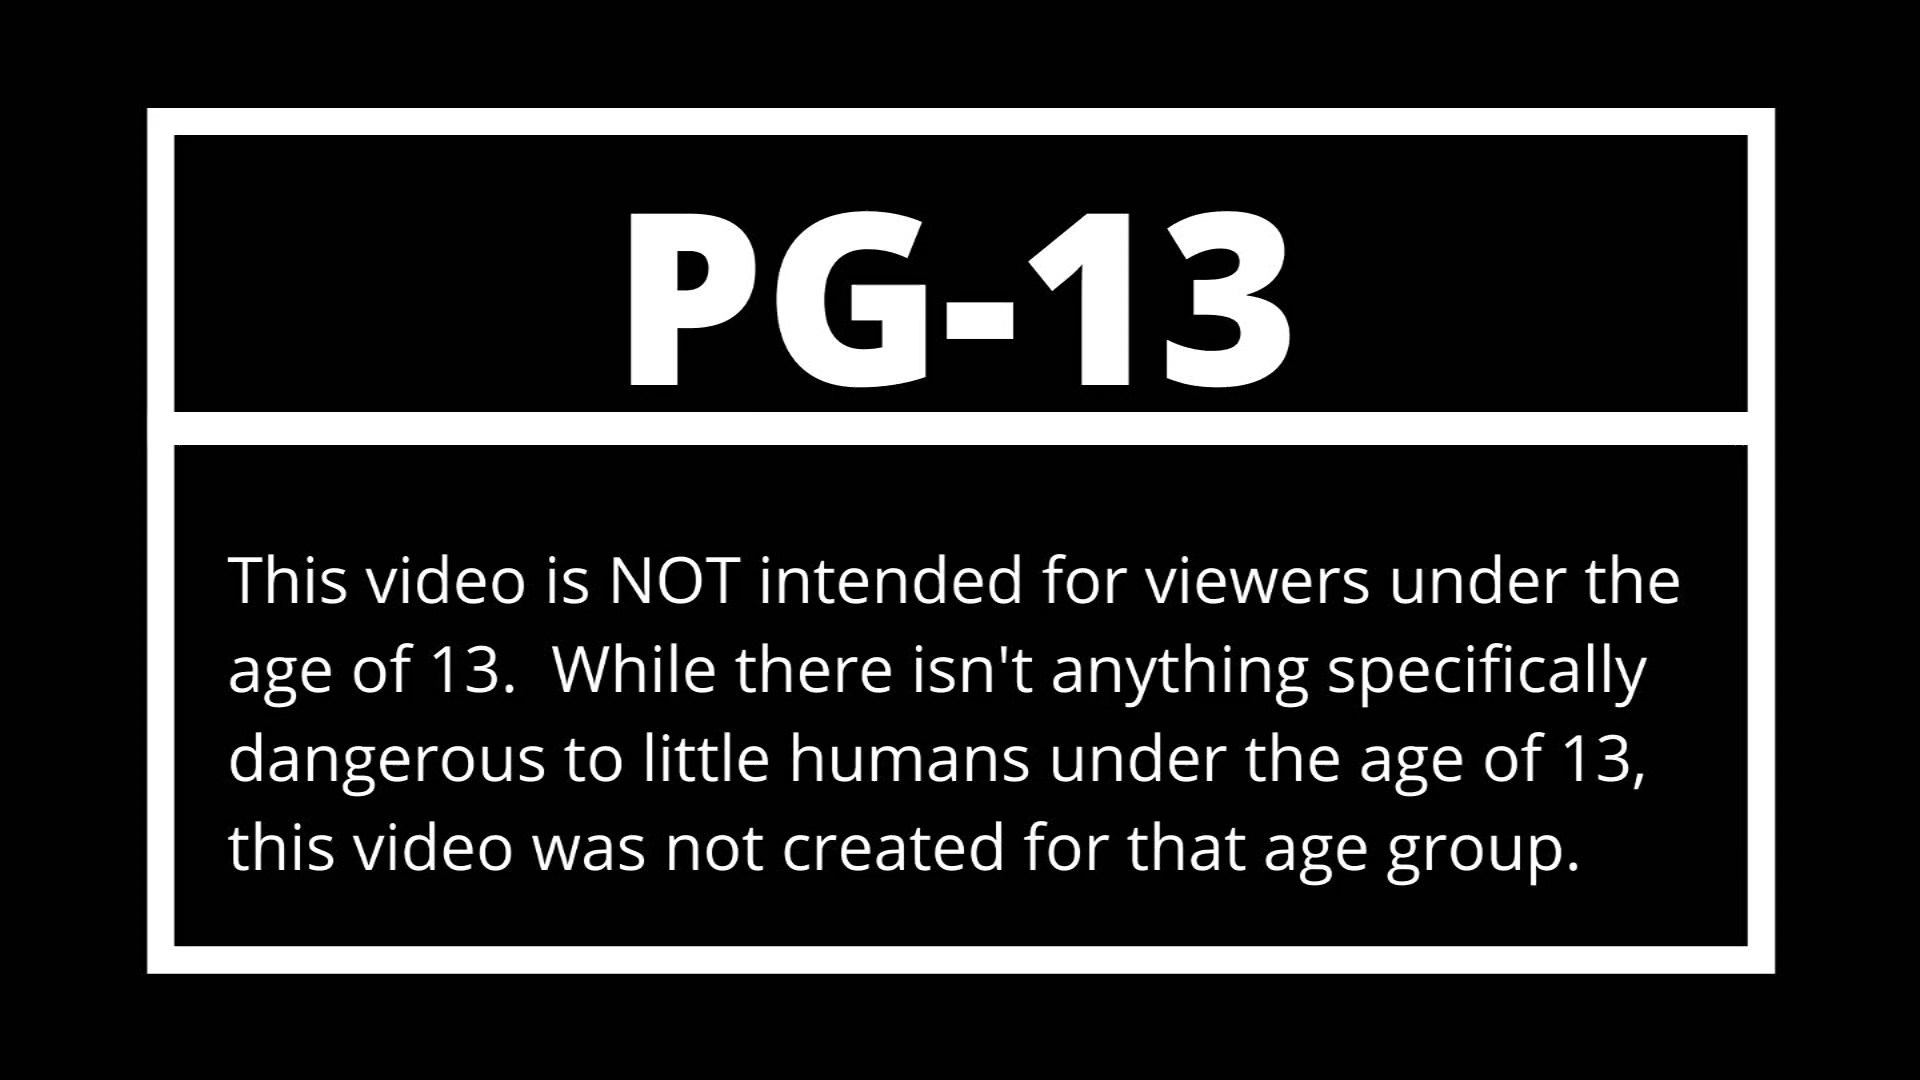 PG-13
This video is NOT intended for viewers under the
age of 13.  While there isn't anything specifically
dangerous to little humans under the age of 13,
this video was not created for that age group.